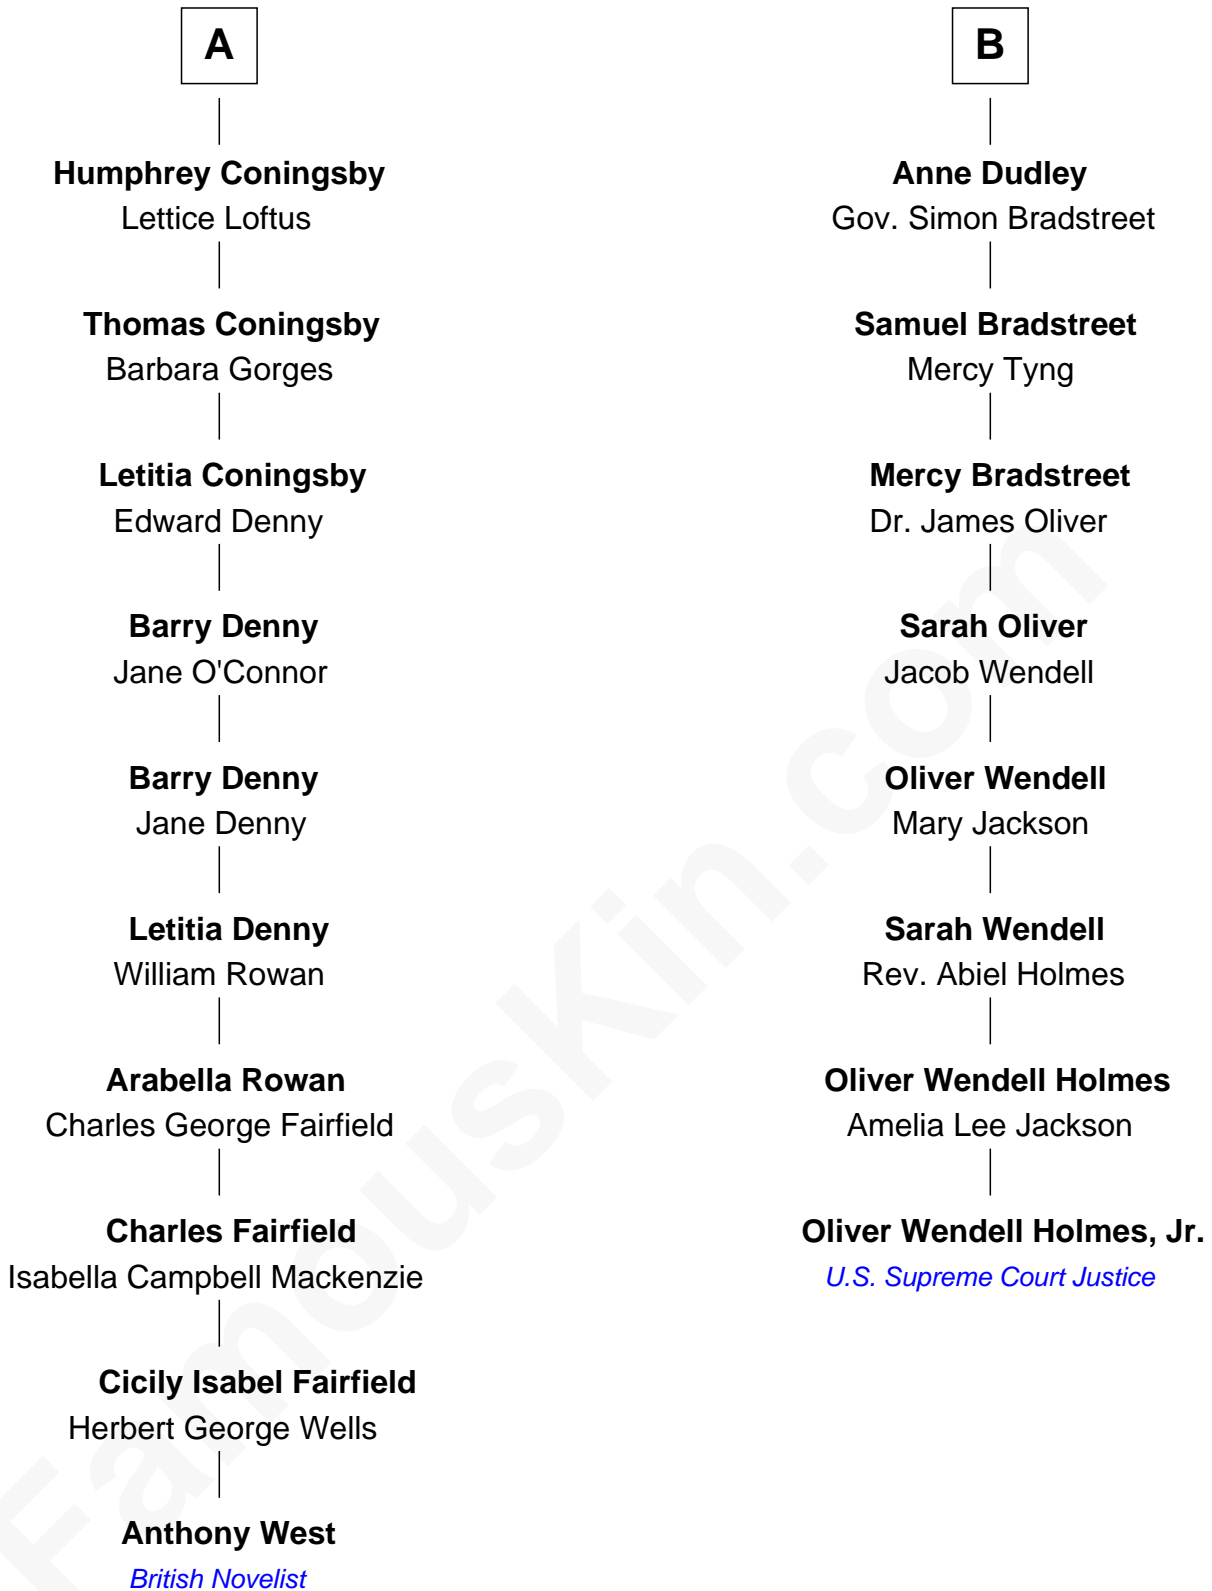 A
Humphrey Coningsby
Lettice Loftus
Thomas Coningsby
Barbara Gorges
Letitia Coningsby
Edward Denny
Barry Denny
Jane O'Connor
Barry Denny
Jane Denny
Letitia Denny
William Rowan
Arabella Rowan
Charles George Fairfield
Charles Fairfield
Isabella Campbell Mackenzie
Cicily Isabel Fairfield
Herbert George Wells
Anthony West
British Novelist
B
Anne Dudley
Gov. Simon Bradstreet
Samuel Bradstreet
Mercy Tyng
Mercy Bradstreet
Dr. James Oliver
Sarah Oliver
Jacob Wendell
Oliver Wendell
Mary Jackson
Sarah Wendell
Rev. Abiel Holmes
Oliver Wendell Holmes
Amelia Lee Jackson
Oliver Wendell Holmes, Jr.
U.S. Supreme Court Justice
FamousKin.com